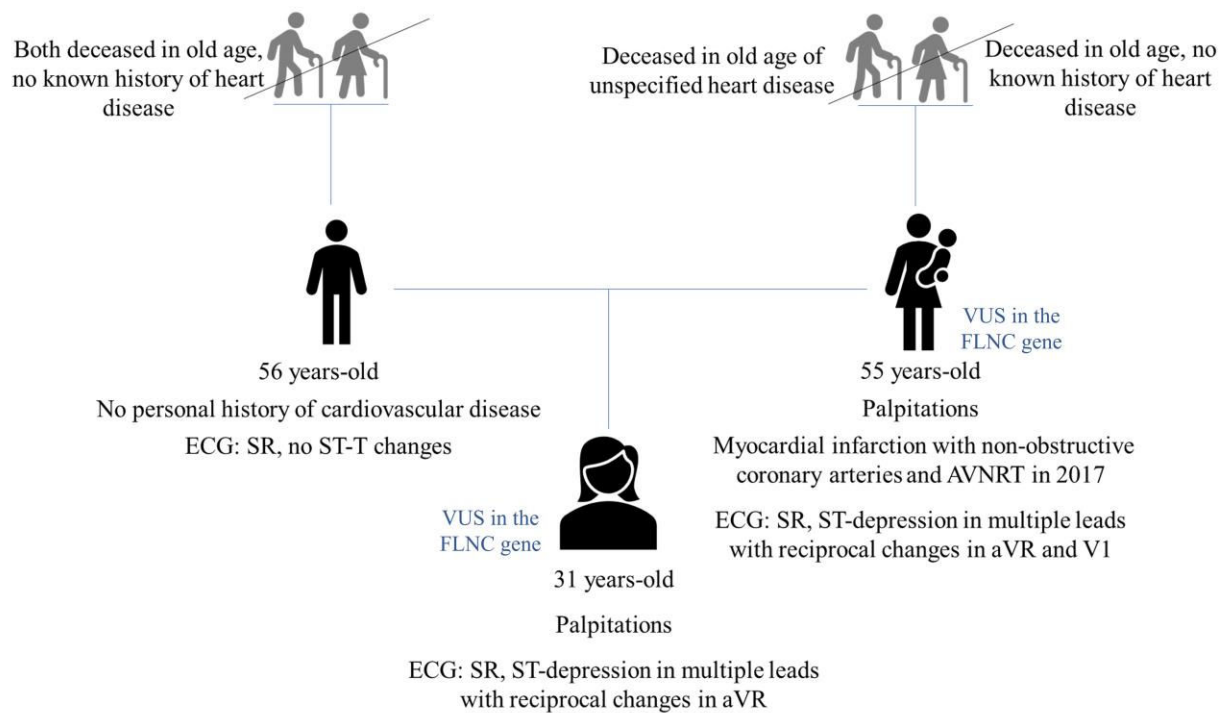 Both deceased in old age,
no known history of heart
disease
Deceased in old age of
unspecified heart disease
Deceased in old age, no
known history of heart
disease
56 years-old
No personal history of cardiovascular disease
ECG: SR, no ST-T changes
VUS in the
FLNC gene
55 years-old
Palpitations
Myocardial infarction with non-obstructive
coronary arteries and AVNRT in 2017
ECG: SR, ST-depression in multiple leads
with reciprocal changes in aVR and V1
VUS in the
FLNC gene
31 years-old
Palpitations
ECG: SR, ST-depression in multiple leads
with reciprocal changes in aVR